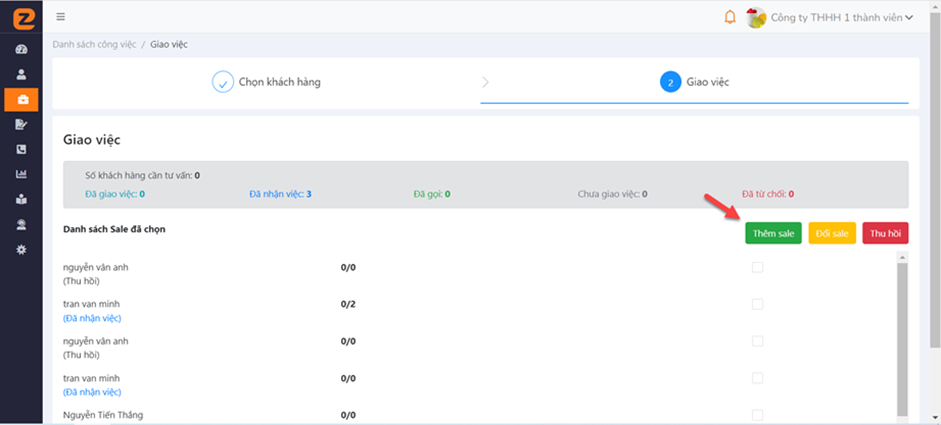 Công ty THHH 1 thành viên
Danh sách công việc / Giao việc
Chọn khách hàng
2 Giao việc
Giao việc
Số khách hàng cần tư vấn: 0
Đã giao việc: 0 Đã nhận việc: 3 Đã gọi: 0 Chưa giao việc: 0 Đã từ chối: 0
Danh sách Sale đã chọn Thêm sale Đổi sale Thu hồi
nguyễn vân anh 0/0
(Thu hồi)
tran van minh 0/2
(Đã nhận việc)
nguyễn vân anh 0/0
(Thu hồi)
tran van minh 0/0
(Đã nhận việc)
Nguyễn Tiến Thắng 0/0